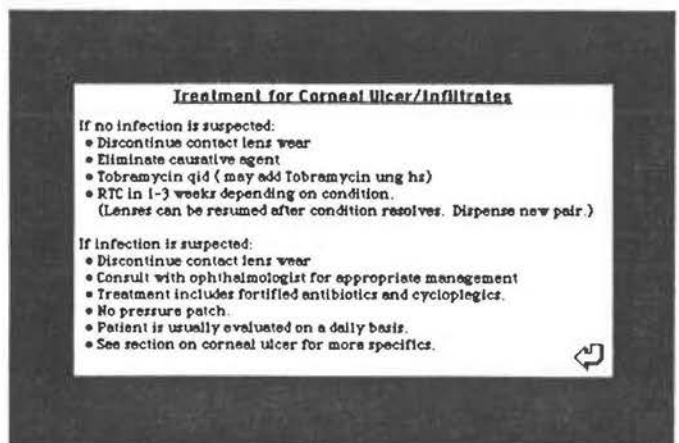 Treatment for Corneal Ulcer/Infiltrates
If no infection is suspected:
• Discontinue contact lens wear
• Eliminate causative agent
• Tobramycin qid ( may add Tobramycin ung hs)
• RTC in 1-3 weeks depending on condition.
(Lenses can be resumed after condition resolves. Dispense new pair.)
If infection is suspected:
• Discontinue contact lens wear
• Consult with ophthalmologist for appropriate management
• Treatment includes fortified antibiotics and cycloplegics.
• No pressure patch.
• Patient is usually evaluated on a daily basis.
• See section on corneal ulcer for more specifics.